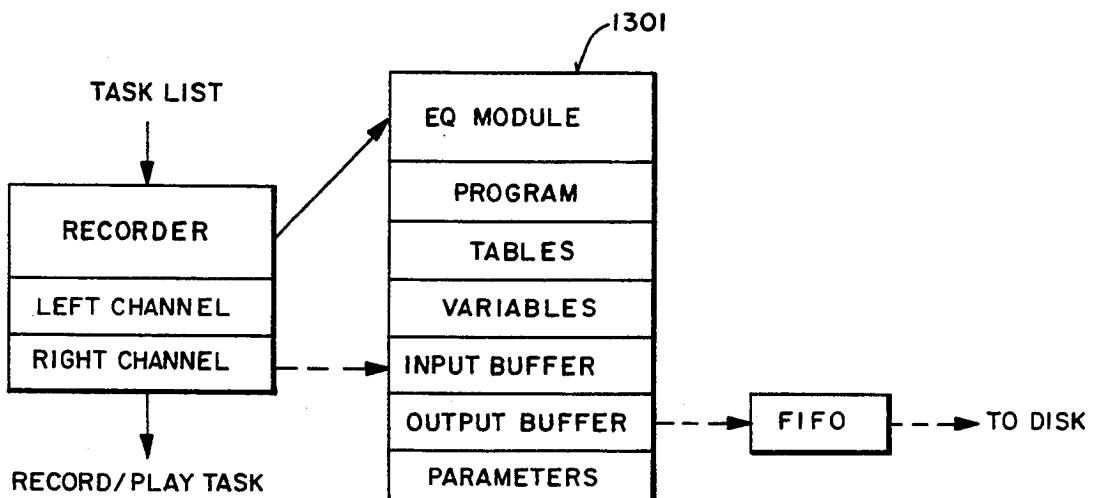 1301
TASK LIST
EQ MODULE
PROGRAM
RECORDER
TABLES
LEFT CHANNEL
VARIABLES
RIGHT CHANNEL
INPUT BUFFER
OUTPUT BUFFER
FIFO
TO DISK
RECORD/PLAY TASK
PARAMETERS